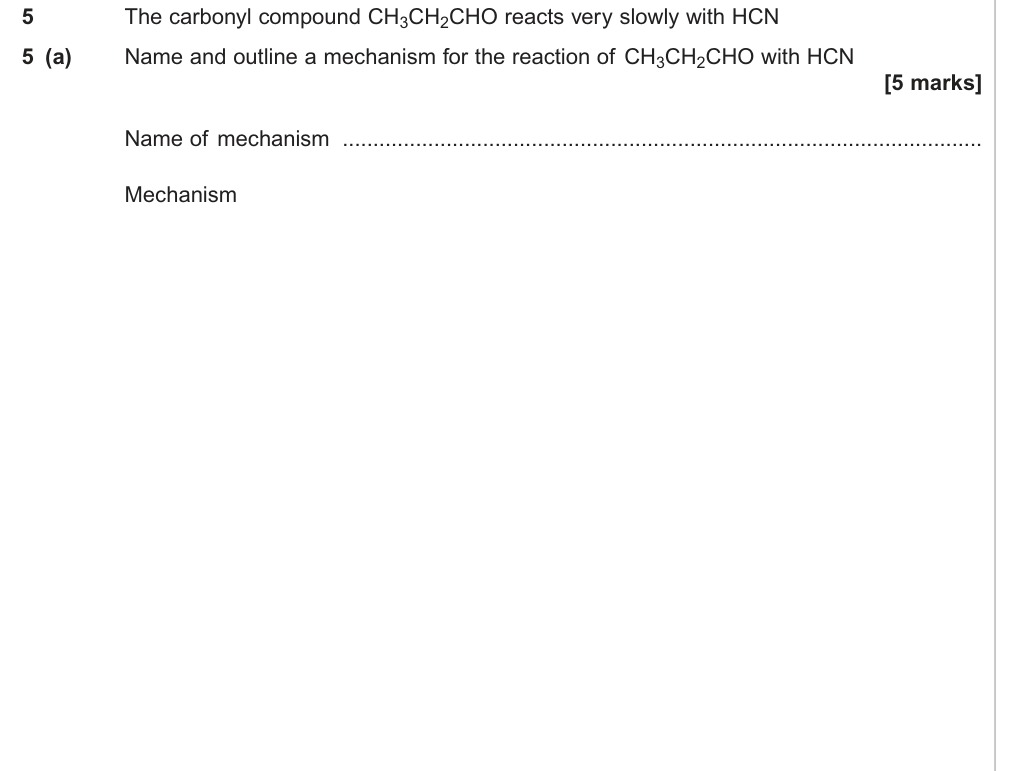 5 The carbonyl compound CH₃CH₂CHO reacts very slowly with HCN
5 (a) Name and outline a mechanism for the reaction of CH₃CH₂CHO with HCN
[5 marks]
Name of mechanism ............................................................................................................
Mechanism